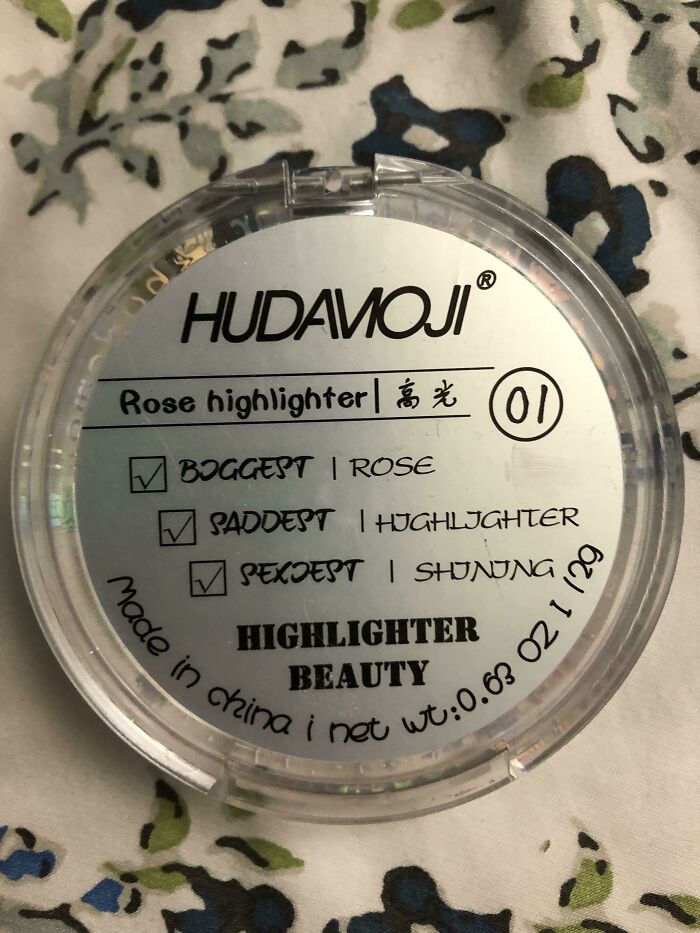 HUDAMOJI®
Rose highlighter | 高光 01
BIGGEST | ROSE
SADDEST | HIGHLIGHTER
SEXIEST | SHINING
HIGHLIGHTER
BEAUTY
Made in china i net wt:0.63 OZ I 12g